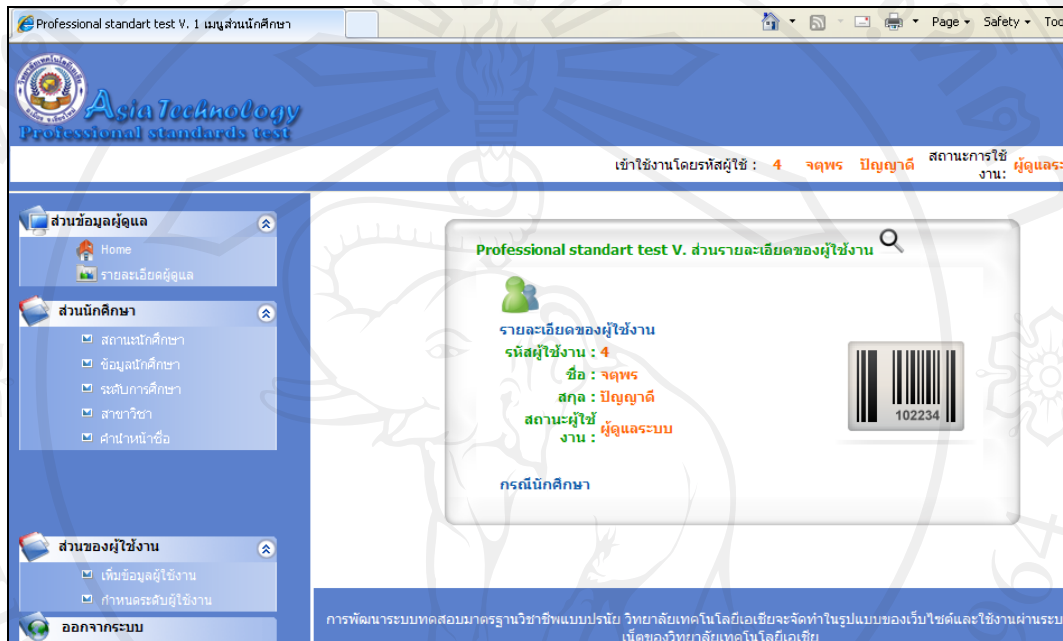 Professional standart test V. 1 เมนูส่วนนักศึกษา
Page Safety
Asia Technology
Professional standards test
เข้าใช้งานโดยรหัสผู้ใช้ : 4 จตุพร ปัญญาดี สถานะการใช้งาน: ผู้ดูแลระ
ส่วนข้อมูลผู้ดูแล
Home
รายละเอียดผู้ดูแล
ส่วนนักศึกษา
สถานะนักศึกษา
ข้อมูลนักศึกษา
ระดับการศึกษา
สาขาวิชา
คำนำหน้าชื่อ
ส่วนของผู้ใช้งาน
เพิ่มข้อมูลผู้ใช้งาน
กำหนดระดับผู้ใช้งาน
ออกจากระบบ
Professional standart test V. ส่วนรายละเอียดของผู้ใช้งาน
รายละเอียดของผู้ใช้งาน
รหัสผู้ใช้งาน : 4
ชื่อ : จตุพร
สกุล : ปัญญาดี
สถานะผู้ใช้งาน : ผู้ดูแลระบบ
102234
กรณีนักศึกษา
การพัฒนาระบบทดสอบมาตรฐานวิชาชีพแบบปรนัย วิทยาลัยเทคโนโลยีเอเชียจะจัดทำในรูปแบบของเว็บไซต์และใช้งานผ่านระ
เน็ตของวิทยาลัยเทคโนโลยีเอเชีย